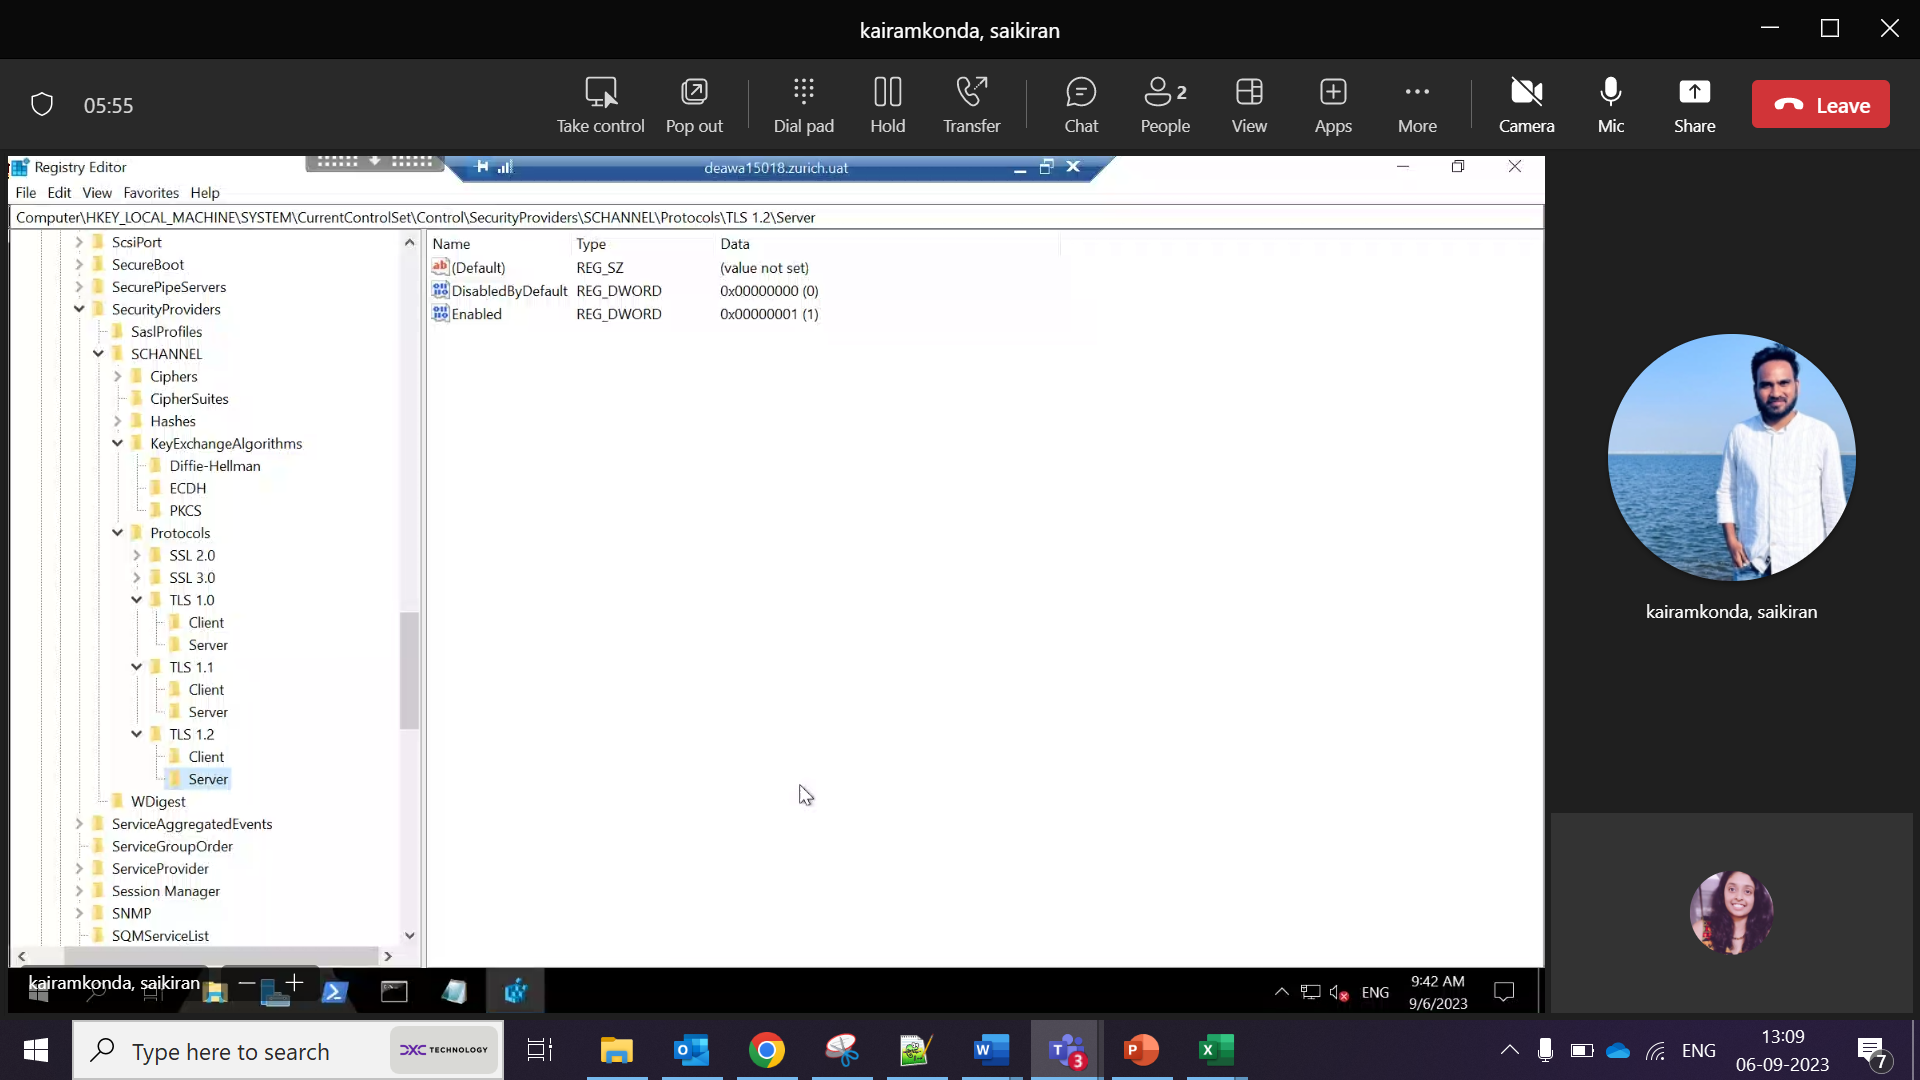 kairamkonda, saikiran
05:55
Take control
Pop out
Dial pad
Hold
Transfer
Chat
2
People
View
Apps
More
Camera
Mic
Share
Leave
Registry Editor
deawa15018.zurich.uat
File Edit View Favorites Help
Computer\HKEY_LOCAL_MACHINE\SYSTEM\CurrentControlSet\Control\SecurityProviders\SCHANNEL\Protocols\TLS 1.2\Server
ScsiPort
SecureBoot
SecurePipeServers
SecurityProviders
SaslProfiles
SCHANNEL
Ciphers
CipherSuites
Hashes
KeyExchangeAlgorithms
Diffie-Hellman
ECDH
PKCS
Protocols
SSL 2.0
SSL 3.0
TLS 1.0
Client
Server
TLS 1.1
Client
Server
TLS 1.2
Client
Server
WDigest
ServiceAggregatedEvents
ServiceGroupOrder
ServiceProvider
Session Manager
SNMP
SQMServiceList
Name Type Data
(Default) REG_SZ (value not set)
DisabledByDefault REG_DWORD 0x00000000 (0)
Enabled REG_DWORD 0x00000001 (1)
kairamkonda, saikiran
kairamkonda, saikiran
ENG
9:42 AM
9/6/2023
Type here to search
DXC TECHNOLOGY
3
ENG
13:09
06-09-2023
7